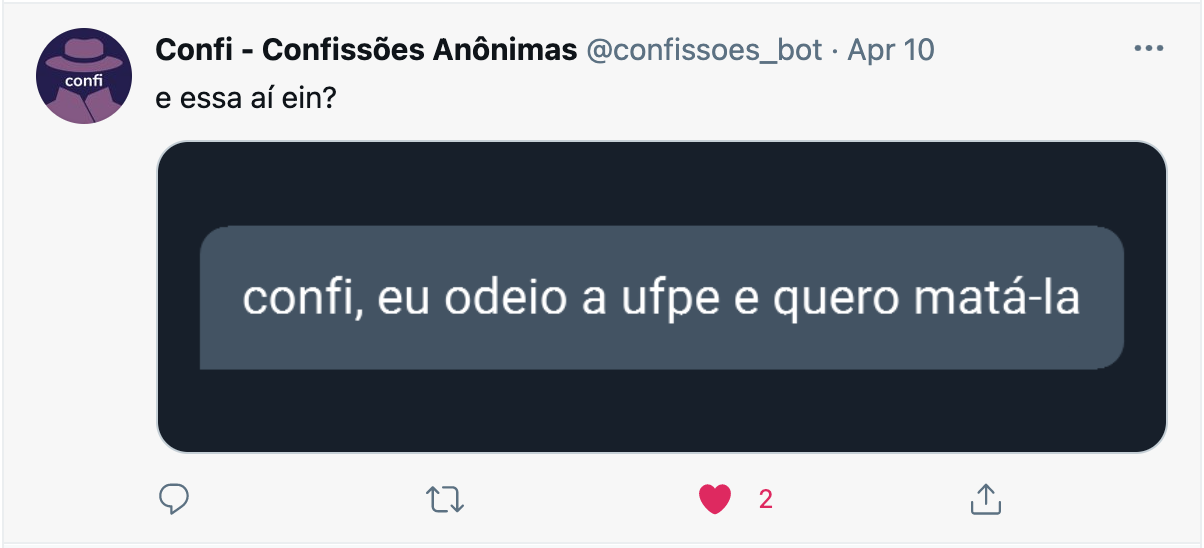 confi
Confi - Confissões Anônimas @confissoes_bot · Apr 10
e essa aí ein?
confi, eu odeio a ufpe e quero matá-la
2